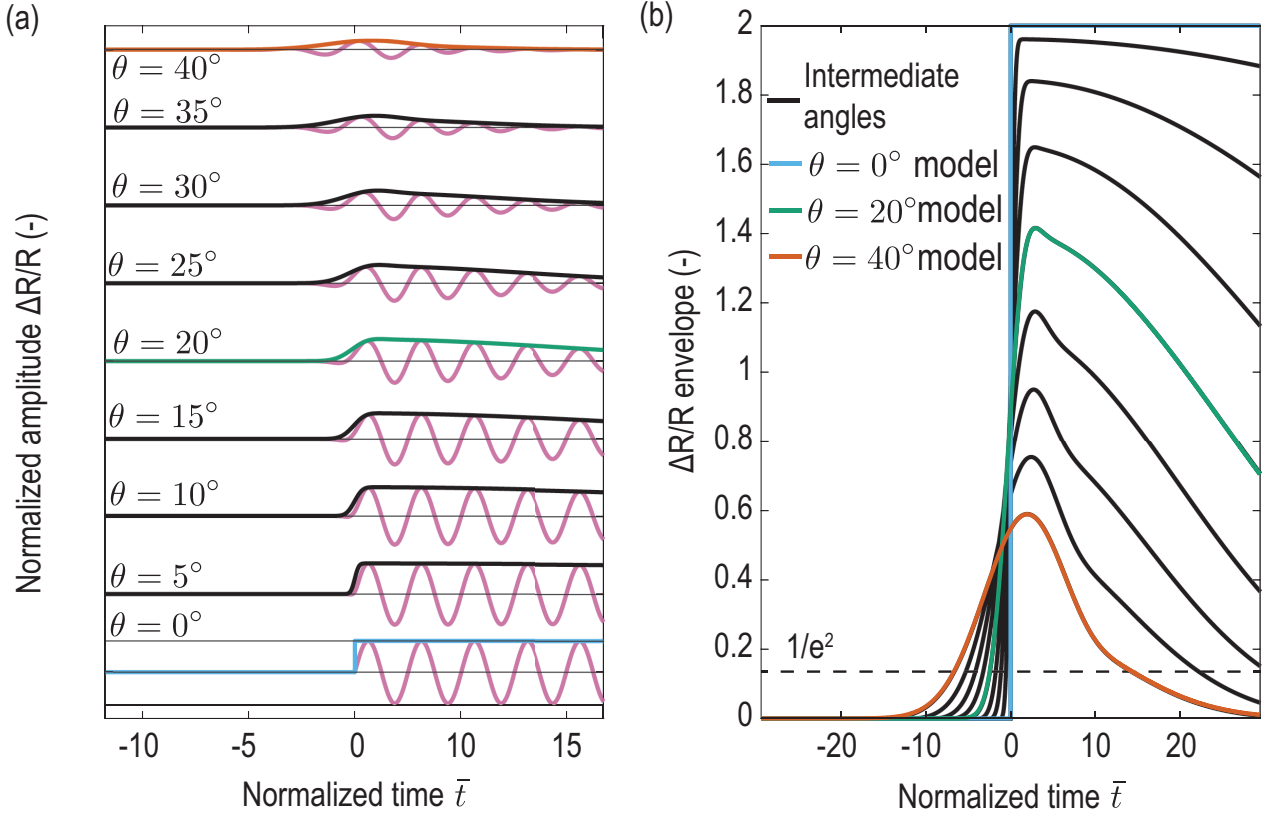 (a)
Normalized amplitude ΔR/R (-)
θ = 40°
θ = 35°
θ = 30°
θ = 25°
θ = 20°
θ = 15°
θ = 10°
θ = 5°
θ = 0°
-10 -5 0 10 15
Normalized time t̄
(b)
ΔR/R envelope (-)
2
1.8
1.6
1.4
1.2
1
0.8
0.6
0.4
0.2
0
Intermediate
angles
θ = 0° model
θ = 20° model
θ = 40° model
1/e²
-20 -10 0 10 20
Normalized time t̄